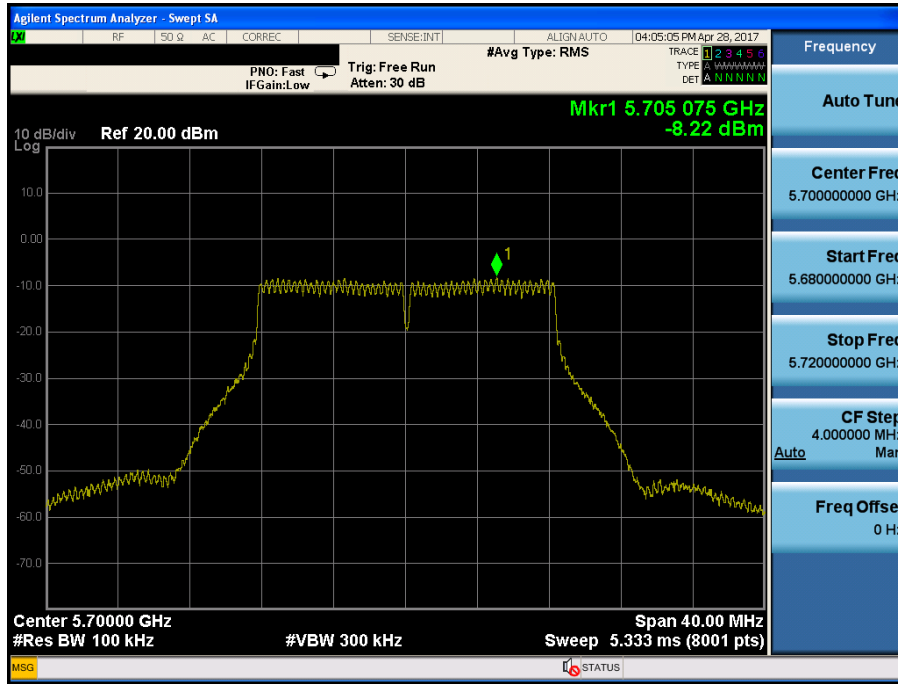 Agilent Spectrum Analyzer - Swept SA
LXI RF 50 Ω AC CORREC SENSE:INT ALIGN AUTO 04:05:05 PM Apr 28, 2017
Frequency
#Avg Type: RMS
TRACE 1 2 3 4 5 6
TYPE A WWWWW
DET A N N N N N
PNO: Fast
IFGain:Low
Trig: Free Run
Atten: 30 dB
Auto Tune
Mkr1 5.705 075 GHz
-8.22 dBm
10 dB/div Ref 20.00 dBm
Log
10.0
0.00
-10.0
-20.0
-30.0
-40.0
-50.0
-60.0
-70.0
1
Center Freq
5.700000000 GHz
Start Freq
5.680000000 GHz
Stop Freq
5.720000000 GHz
CF Step
4.000000 MHz
Auto Man
Freq Offse
0 Hz
Center 5.70000 GHz Span 40.00 MHz
#Res BW 100 kHz #VBW 300 kHz Sweep 5.333 ms (8001 pts)
MSG STATUS